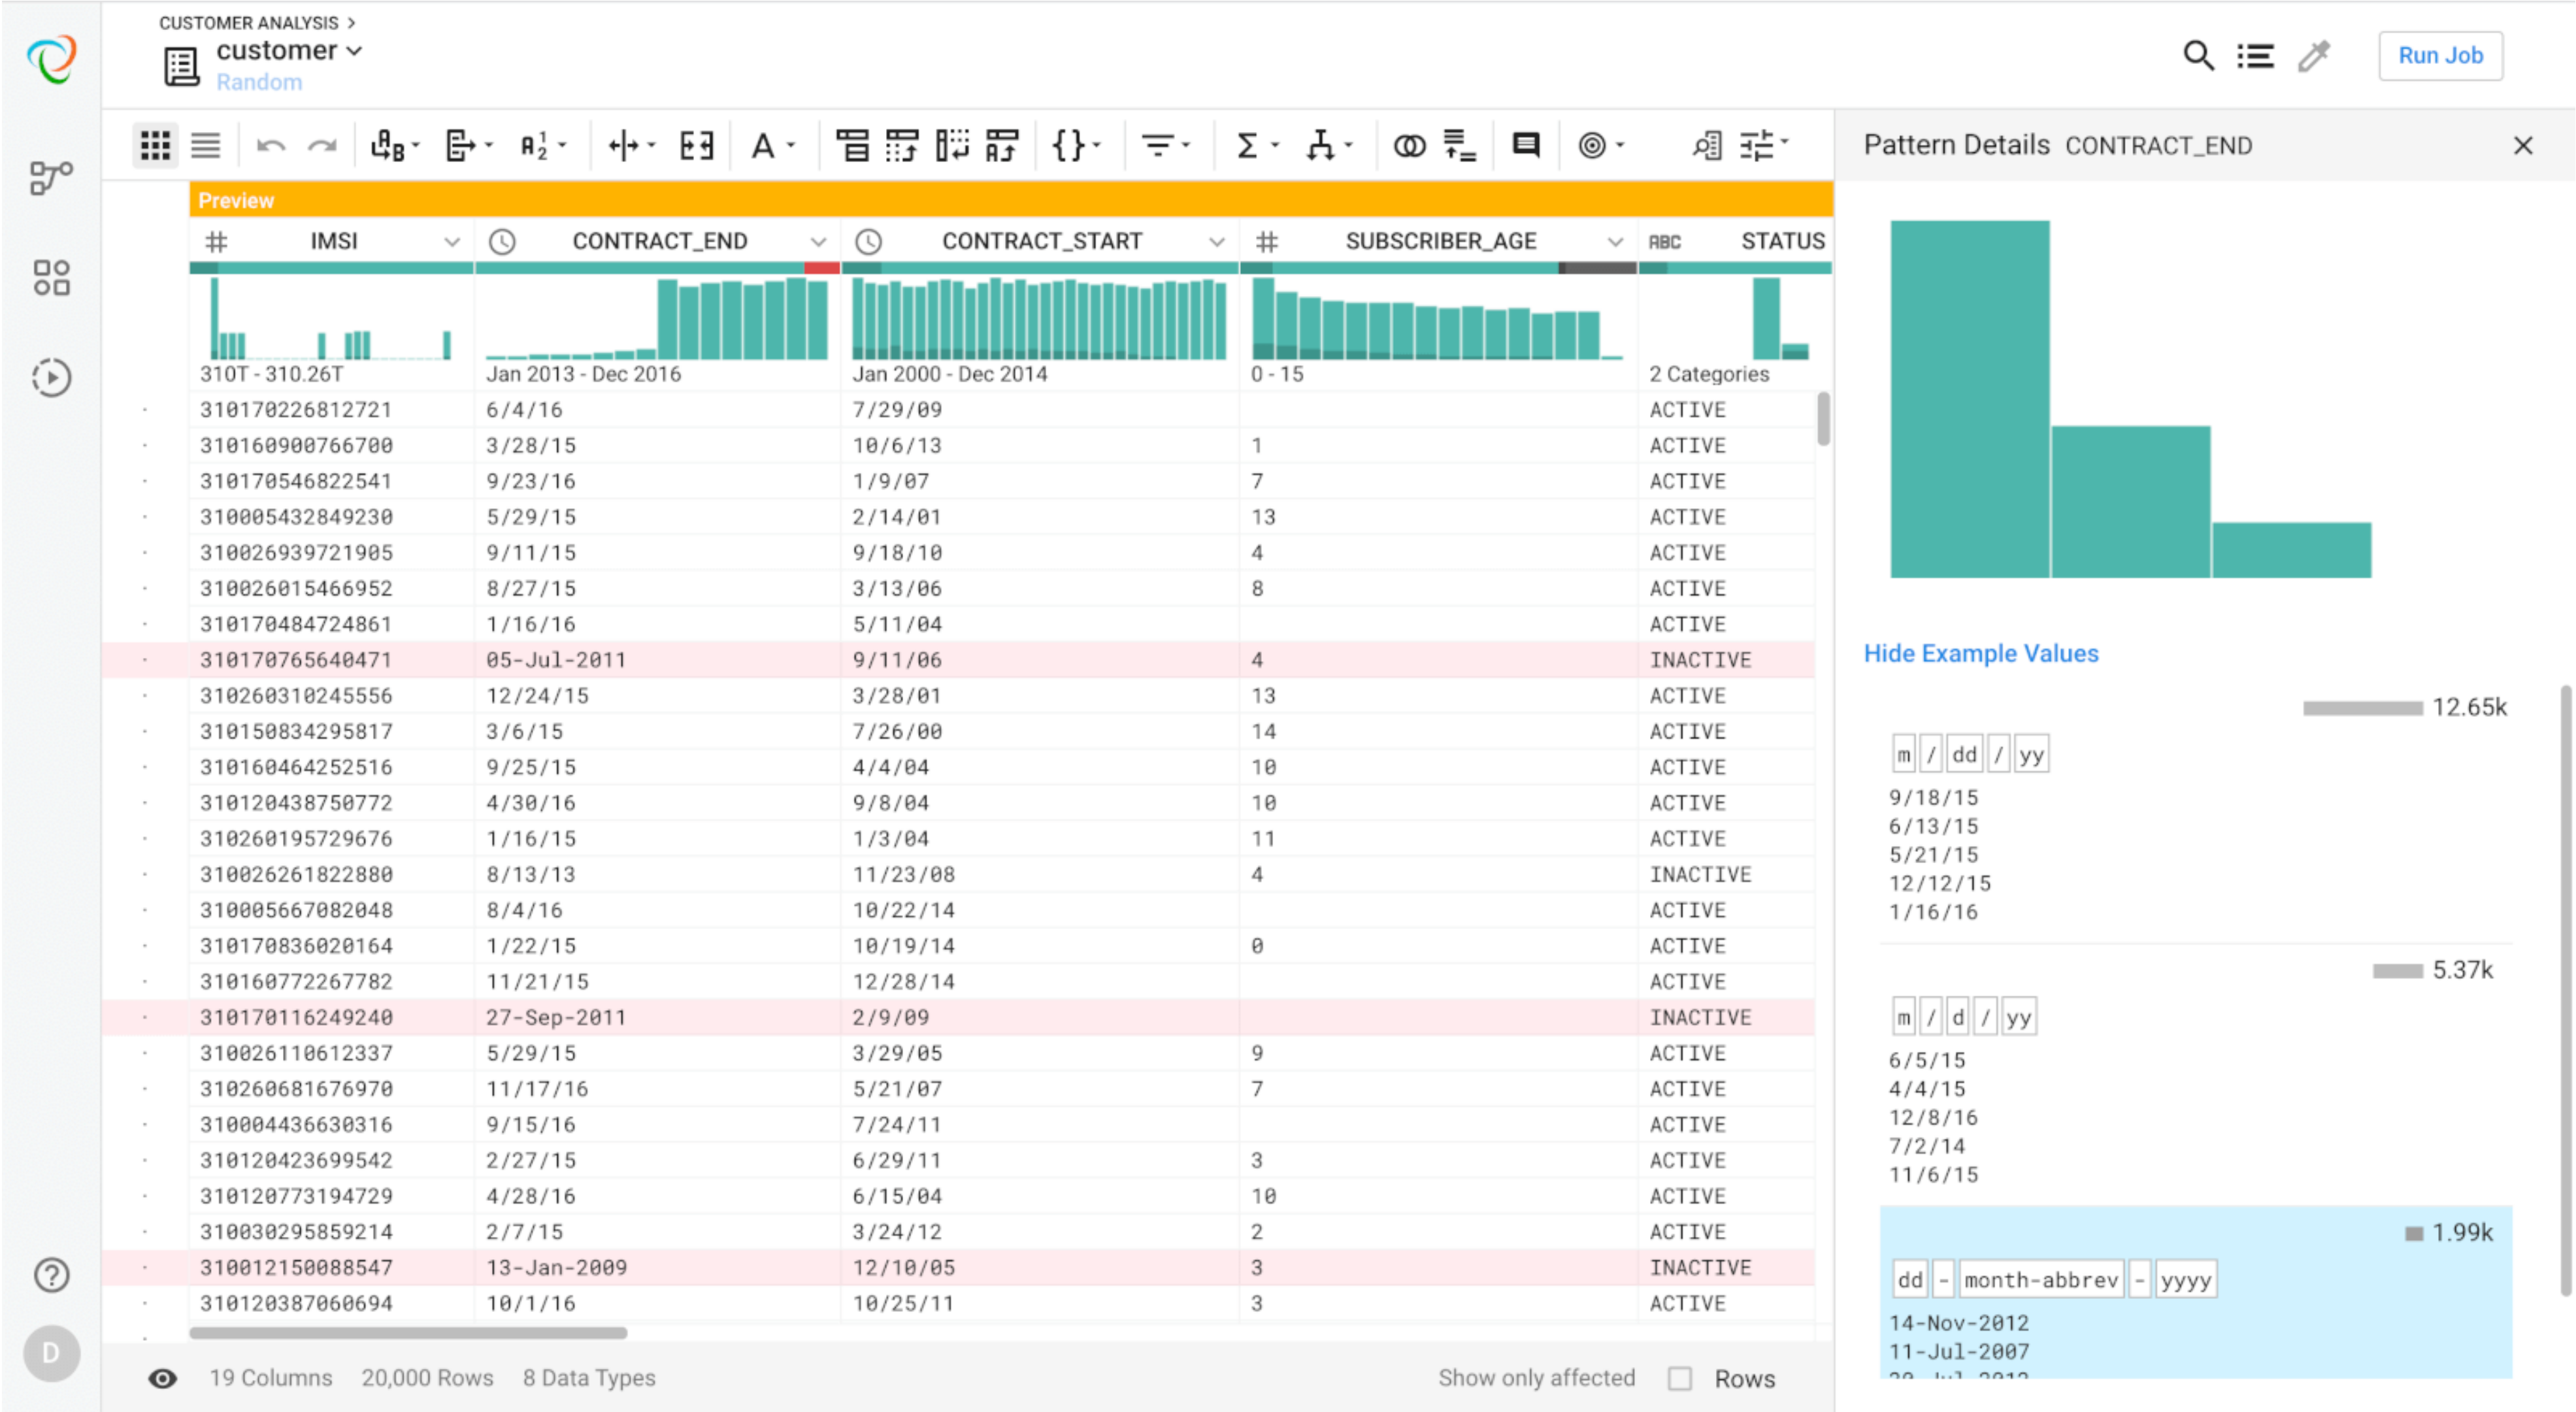 CUSTOMER ANALYSIS >
customer
Random
Run Job
Preview
IMSI CONTRACT_END CONTRACT_START SUBSCRIBER_AGE ABC STATUS
310T - 310.26T Jan 2013 - Dec 2016 Jan 2000 - Dec 2014 0 - 15 2 Categories
310170226812721 6/4/16 7/29/09 ACTIVE
310160900766700 3/28/15 10/6/13 1 ACTIVE
310170546822541 9/23/16 1/9/07 7 ACTIVE
310005432849230 5/29/15 2/14/01 13 ACTIVE
310026939721905 9/11/15 9/18/10 4 ACTIVE
310026015466952 8/27/15 3/13/06 8 ACTIVE
310170484724861 1/16/16 5/11/04 ACTIVE
310170765640471 05-Jul-2011 9/11/06 4 INACTIVE
310260310245556 12/24/15 3/28/01 13 ACTIVE
310150834295817 3/6/15 7/26/00 14 ACTIVE
310160464252516 9/25/15 4/4/04 10 ACTIVE
310120438750772 4/30/16 9/8/04 10 ACTIVE
310260195729676 1/16/15 1/3/04 11 ACTIVE
310026261822880 8/13/13 11/23/08 4 INACTIVE
310005667082048 8/4/16 10/22/14 ACTIVE
310170836020164 1/22/15 10/19/14 0 ACTIVE
310160772267782 11/21/15 12/28/14 ACTIVE
310170116249240 27-Sep-2011 2/9/09 INACTIVE
310026110612337 5/29/15 3/29/05 9 ACTIVE
310260681676970 11/17/16 5/21/07 7 ACTIVE
310004436630316 9/15/16 7/24/11 ACTIVE
310120423699542 2/27/15 6/29/11 3 ACTIVE
310120773194729 4/28/16 6/15/04 10 ACTIVE
310030295859214 2/7/15 3/24/12 2 ACTIVE
310012150088547 13-Jan-2009 12/10/05 3 INACTIVE
310120387060694 10/1/16 10/25/11 3 ACTIVE
19 Columns 20,000 Rows 8 Data Types Show only affected Rows
D
Pattern Details CONTRACT_END
Hide Example Values
12.65k
m / dd / yy
9/18/15
6/13/15
5/21/15
12/12/15
1/16/16
5.37k
m / d / yy
6/5/15
4/4/15
12/8/16
7/2/14
11/6/15
1.99k
dd - month-abbrev - yyyy
14-Nov-2012
11-Jul-2007